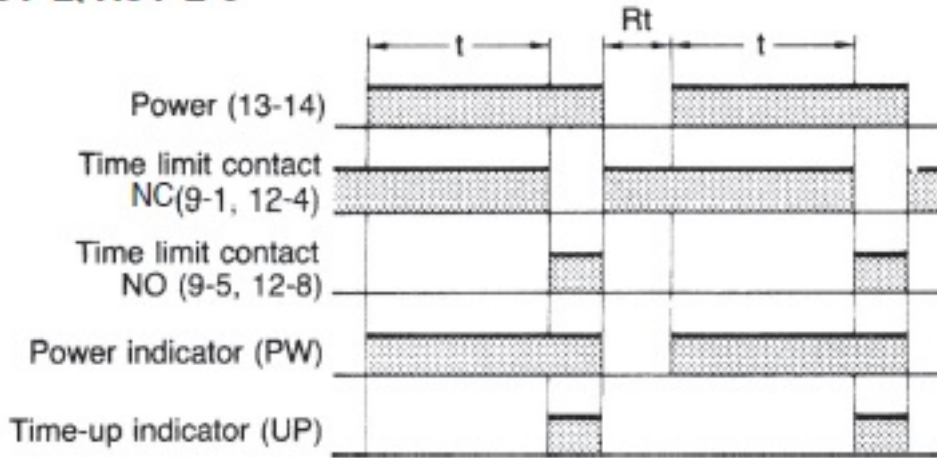 Rt
t
t
Power (13-14)
Time limit contact
NC(9-1, 12-4)
Time limit contact
NO (9-5, 12-8)
Power indicator (PW)
Time-up indicator (UP)